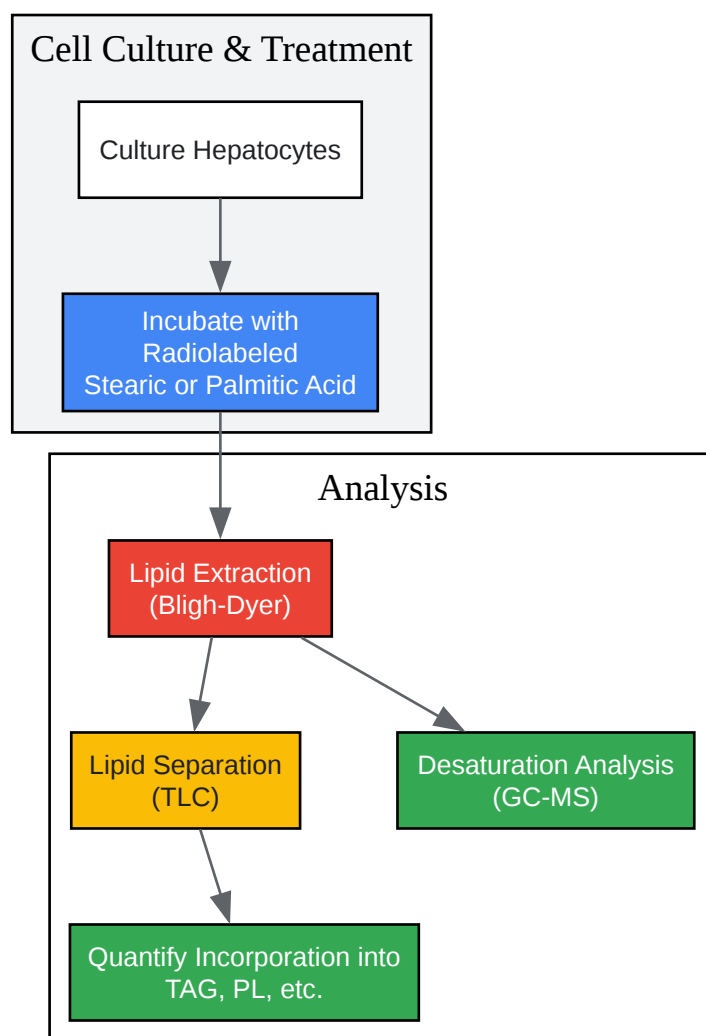 Cell Culture & Treatment
Culture Hepatocytes
Incubate with
Radiolabeled
Stearic or Palmitic Acid
Analysis
Lipid Extraction
(Bligh-Dyer)
Lipid Separation
(TLC)
Desaturation Analysis
(GC-MS)
Quantify Incorporation into
TAG, PL, etc.